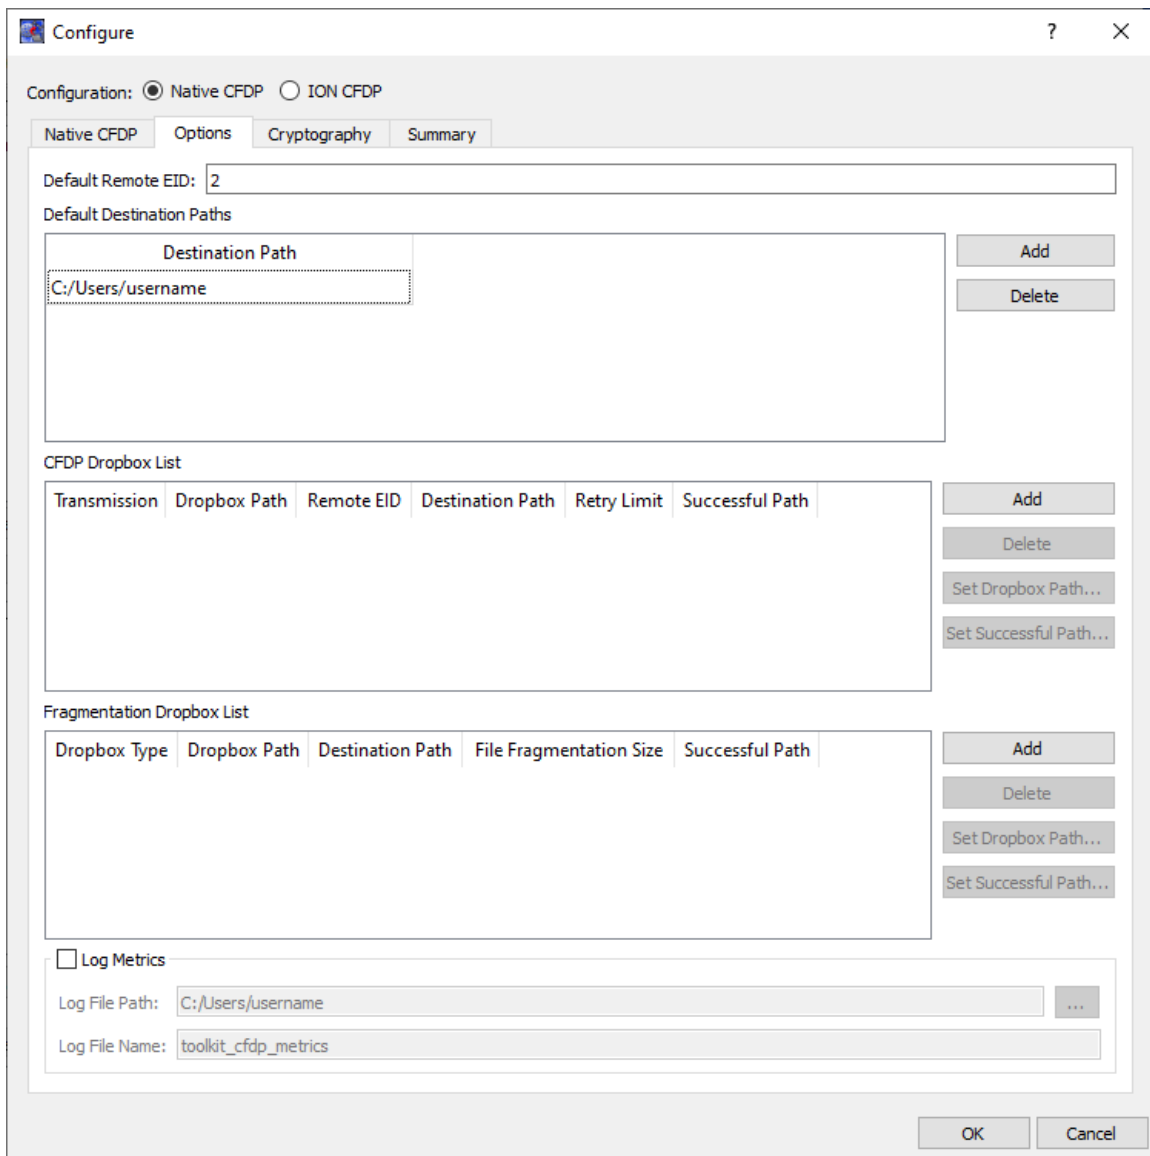 Configure
?
Configuration: Native CFDP ION CFDP
Native CFDP Options Cryptography Summary
Default Remote EID: 2
Default Destination Paths
Destination Path
C:/Users/username
Add
Delete
CFDP Dropbox List
Transmission Dropbox Path Remote EID Destination Path Retry Limit Successful Path
Add
Delete
Set Dropbox Path...
Set Successful Path...
Fragmentation Dropbox List
Dropbox Type Dropbox Path Destination Path File Fragmentation Size Successful Path
Add
Delete
Set Dropbox Path...
Set Successful Path...
Log Metrics
Log File Path: C:/Users/username ...
Log File Name: toolkit_cfdp_metrics
OK Cancel